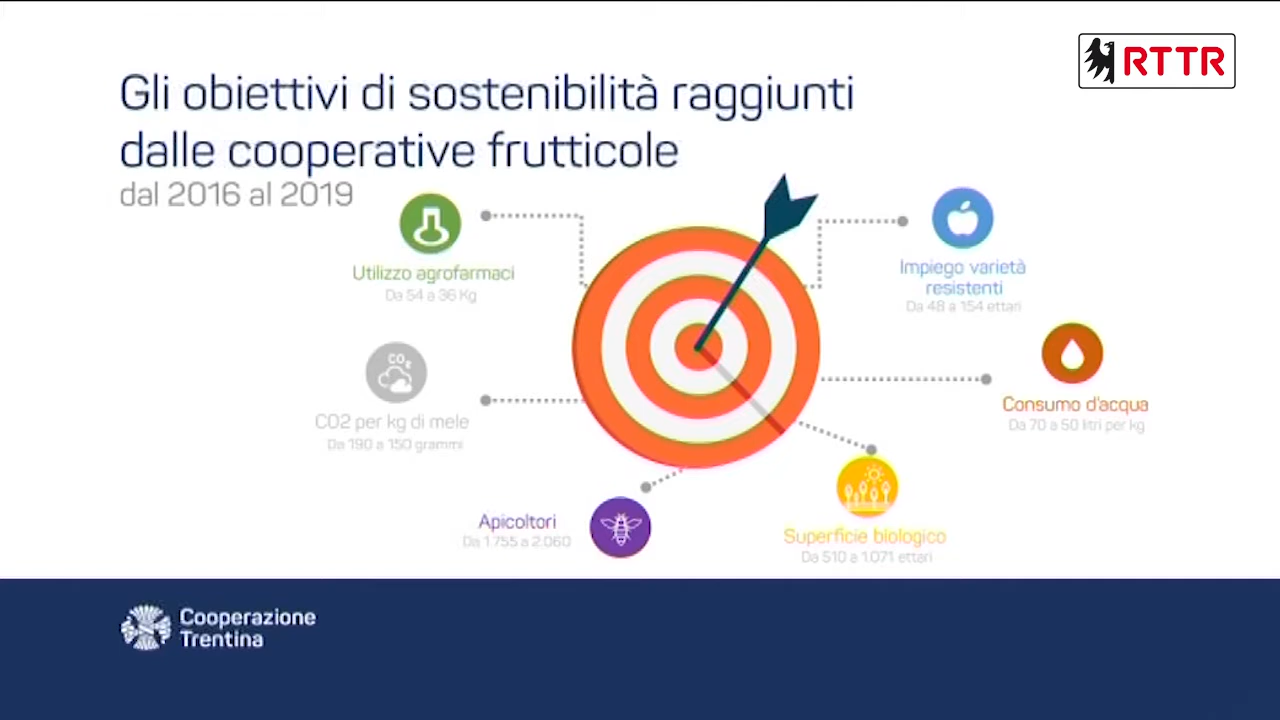 RTTR
Gli obiettivi di sostenibilità raggiunti
dalle cooperative frutticole
dal 2016 al 2019
Utilizzo agrofarmaci
Da 54 a 36 Kg
Impiego varietà
resistenti
Da 48 a 154 ettari
CO2
CO2 per kg di mele
Da 190 a 150 grammi
Consumo d'acqua
Da 70 a 50 litri per kg
Apicoltori
Da 1.755 a 2.060
Superficie biologico
Da 510 a 1.071 ettari
Cooperazione
Trentina